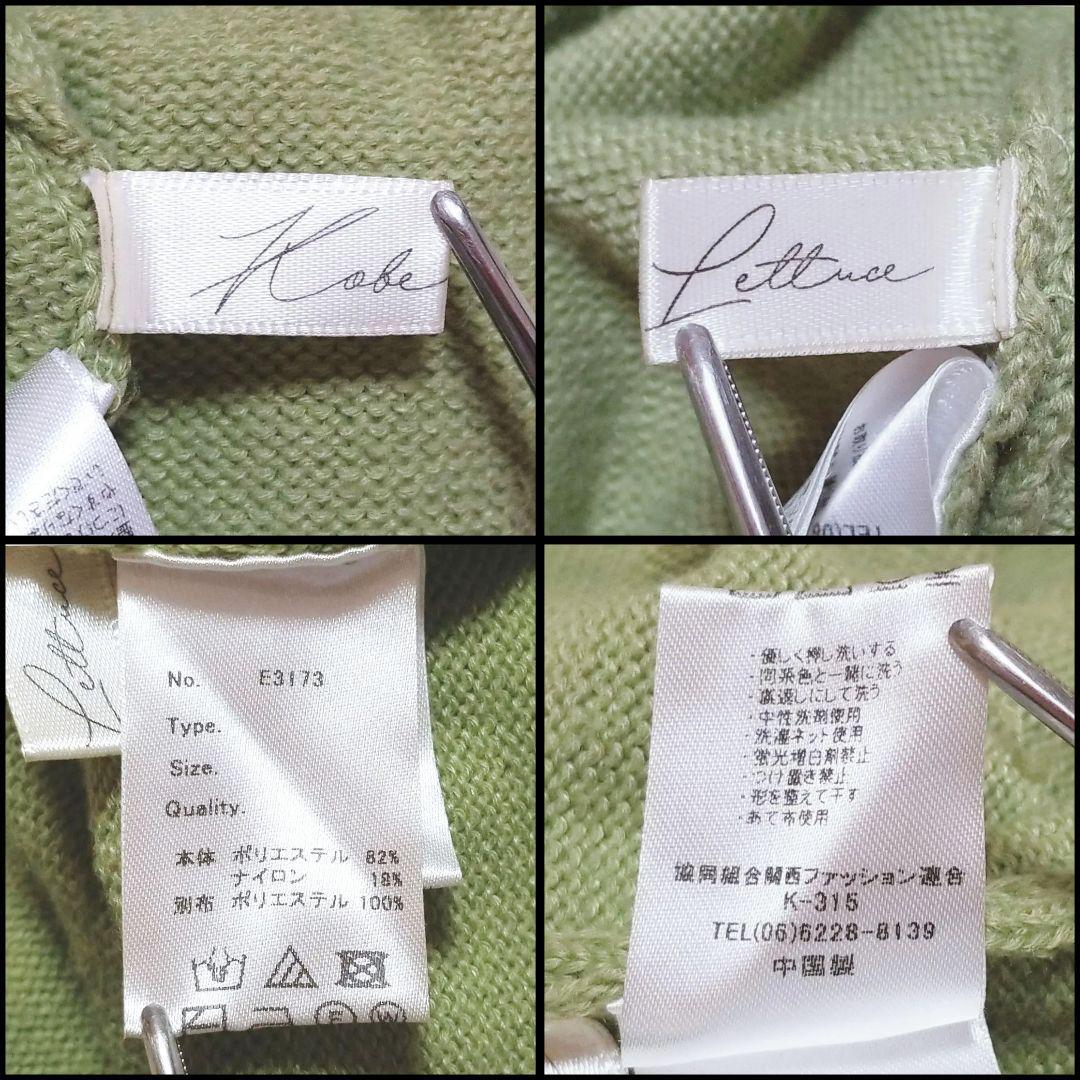 Kobe
Lettuce
TEL(06
Lettuce
No. E3173
Type.
Size.
Quality.
本体 ポリエステル 82%
ナイロン 18%
別布 ポリエステル 100%
F W
・優しく押し洗いする
・同系色と一緒に洗う
・裏返しにして洗う
・中性洗剤使用
・洗濯ネット使用
・蛍光増白剤禁止
・つけ置き禁止
・形を整えて干す
・あて布使用
協同組合関西ファッション連合
K-315
TEL(06)6228-8139
中国製